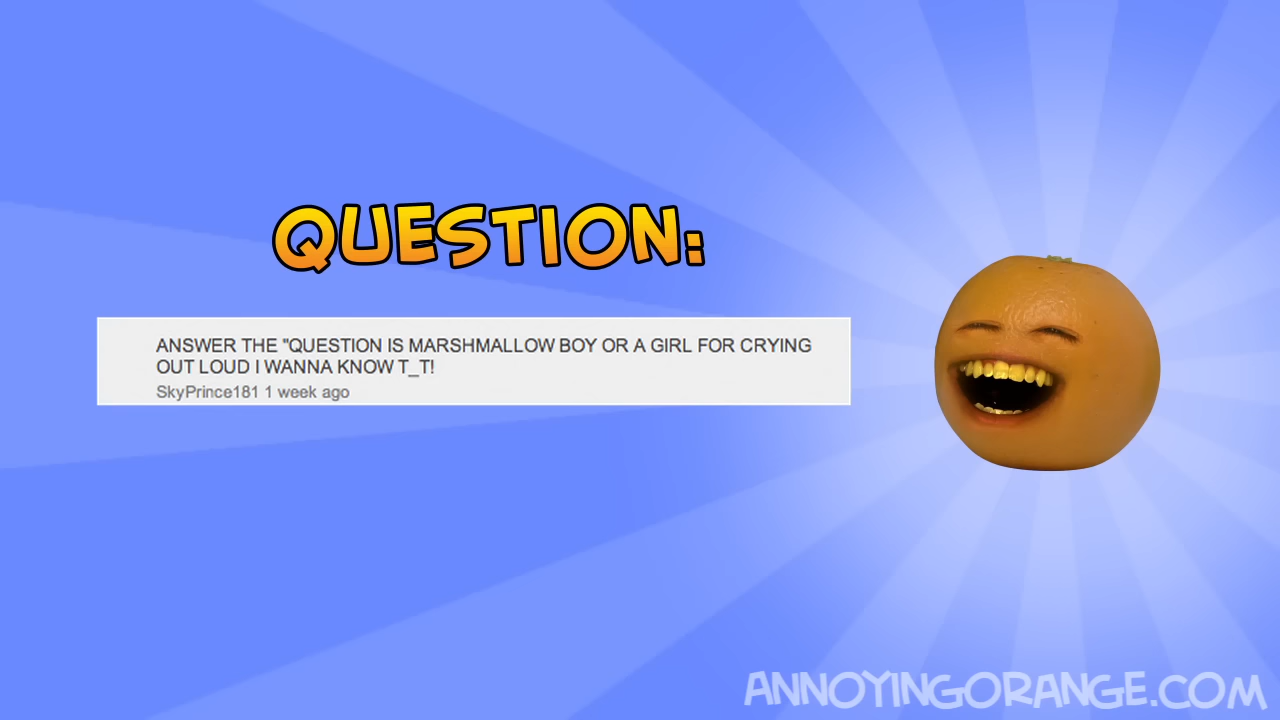 QUESTION:
ANSWER THE "QUESTION IS MARSHMALLOW BOY OR A GIRL FOR CRYING
OUT LOUD I WANNA KNOW T_T!
SkyPrince181 1 week ago
ANNOYINGORANGE.COM